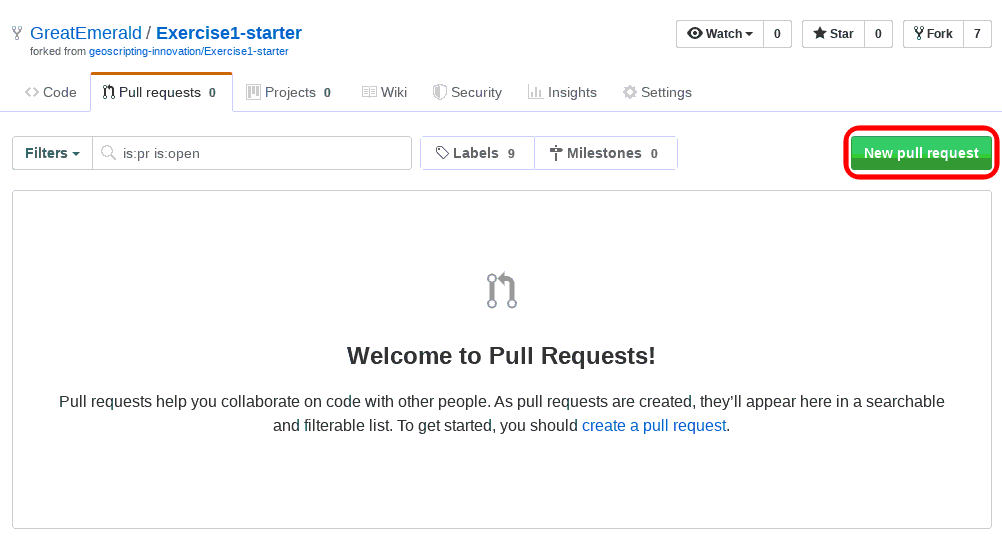 GreatEmerald / Exercise1-starter
forked from geoscripting-innovation/Exercise1-starter
Watch 0 Star 0 Fork 7
Code Pull requests 0 Projects 0 Wiki Security Insights Settings
Filters is:pr is:open Labels 9 Milestones 0 New pull request
Welcome to Pull Requests!
Pull requests help you collaborate on code with other people. As pull requests are created, they’ll appear here in a searchable
and filterable list. To get started, you should create a pull request.